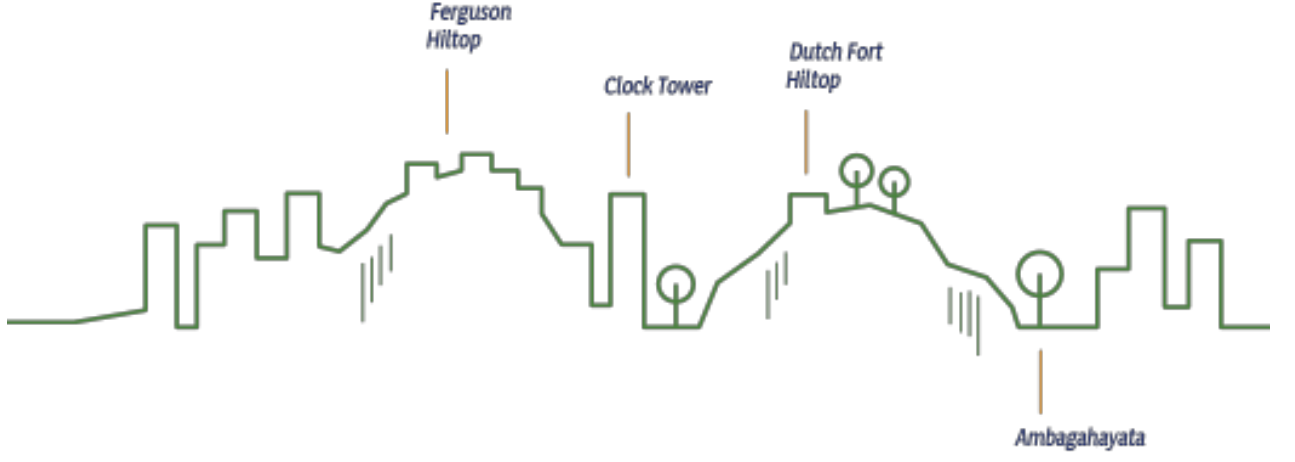 Ferguson
Hiltop
Clock Tower
Dutch Fort
Hiltop
Ambagahayata